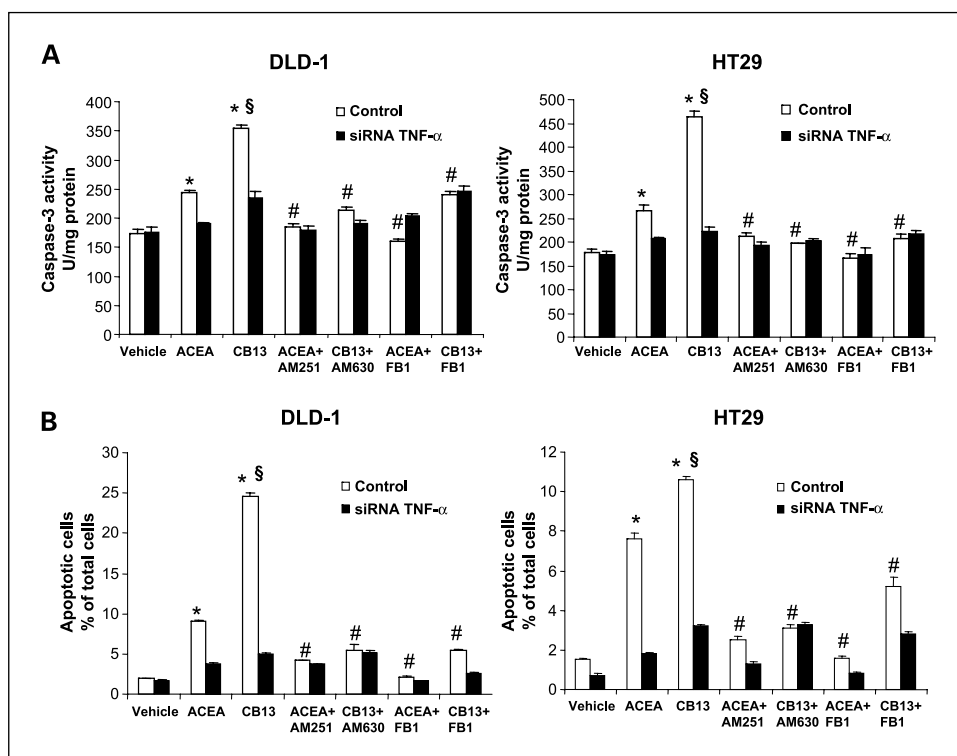 A
DLD-1
Caspase-3 activity
U/mg protein
400
350
300
250
200
150
100
50
0
* § 
*
#
#
#
#
Control
siRNA TNF-α
Vehicle ACEA CB13 ACEA+ CB13+ ACEA+ CB13+
AM251 AM630 FB1 FB1
HT29
Caspase-3 activity
U/mg protein
500
450
400
350
300
250
200
150
100
50
0
* §
*
#
#
#
#
Control
siRNA TNF-α
Vehicle ACEA CB13 ACEA+ CB13+ ACEA+ CB13+
AM251 AM630 FB1 FB1
B
DLD-1
Apoptotic cells
% of total cells
30
25
20
15
10
5
0
* §
*
#
#
#
#
Control
siRNA TNF-α
Vehicle ACEA CB13 ACEA+ CB13+ ACEA+ CB13+
AM251 AM630 FB1 FB1
HT29
Apoptotic cells
% of total cells
12
10
8
6
4
2
0
* §
*
#
#
#
#
Control
siRNA TNF-α
Vehicle ACEA CB13 ACEA+ CB13+ ACEA+ CB13+
AM251 AM630 FB1 FB1